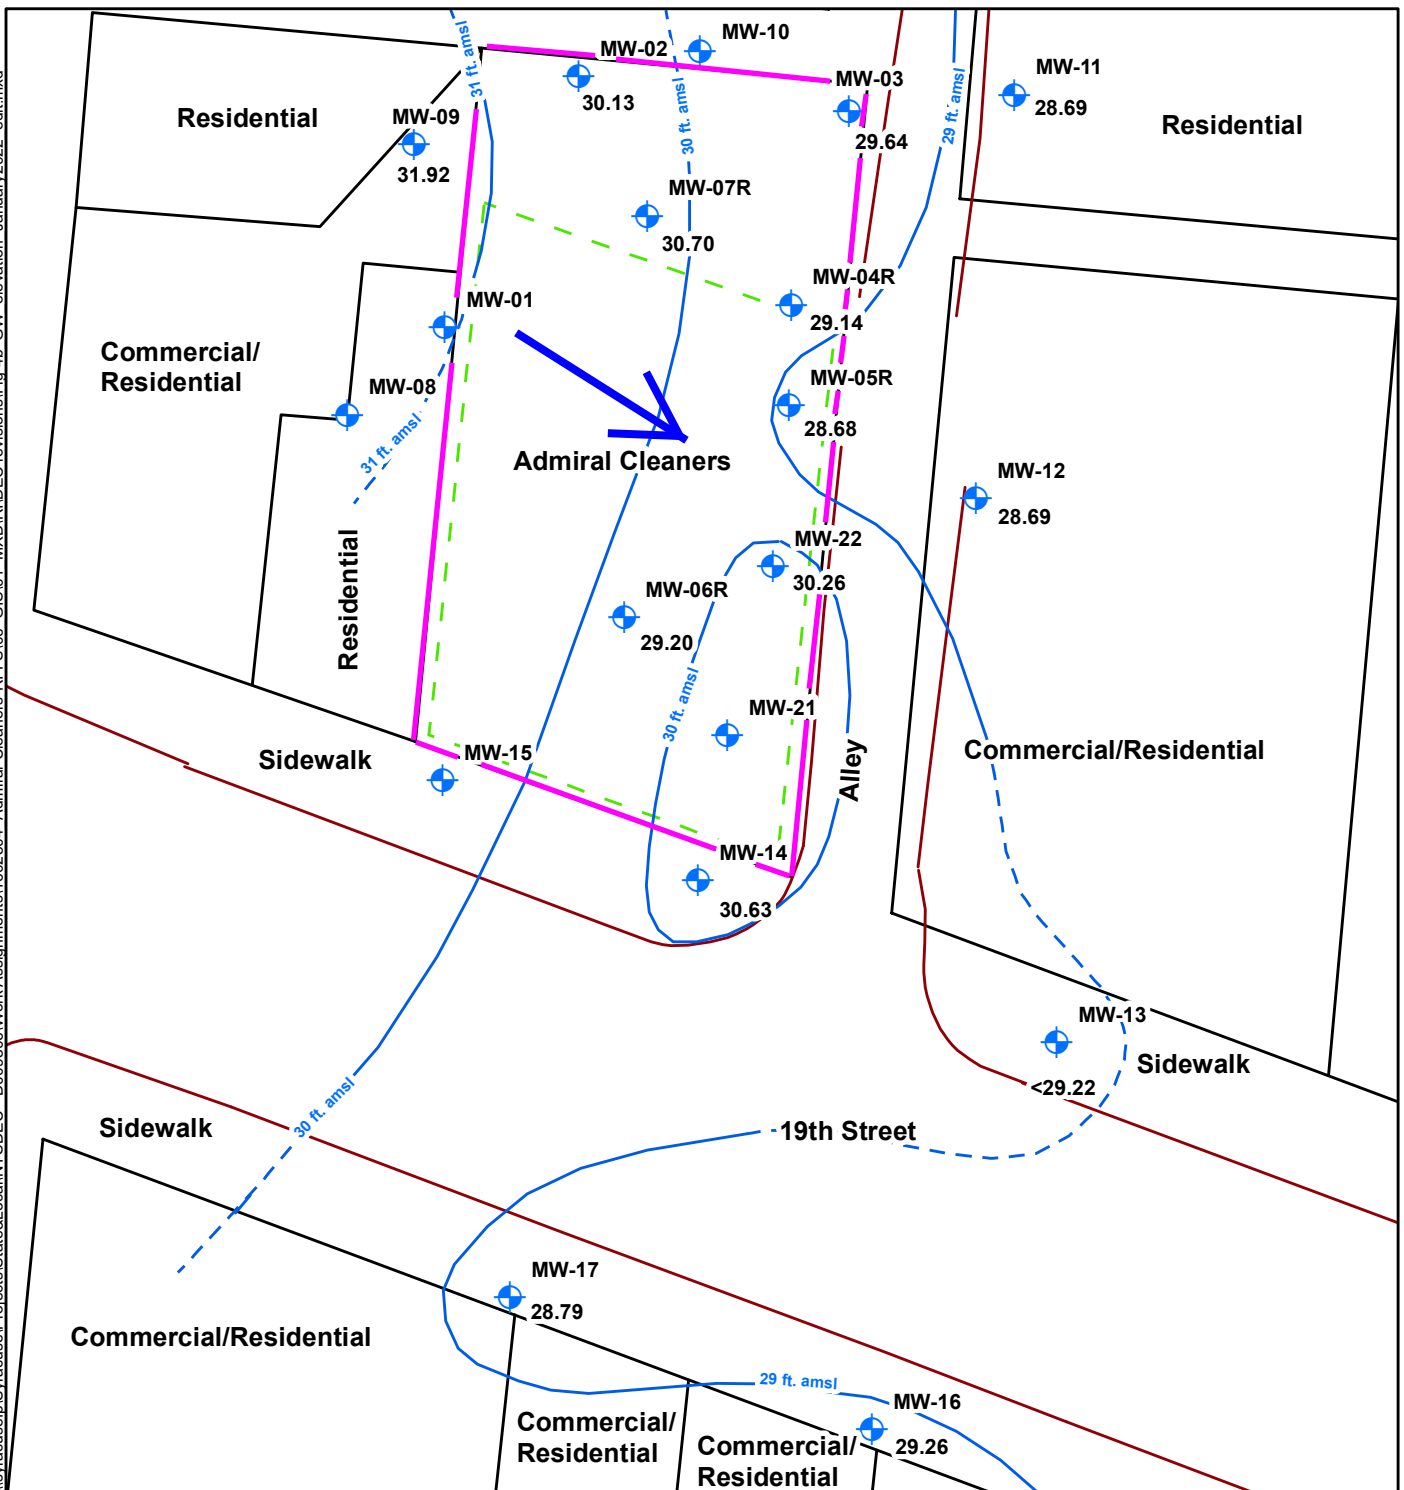 MW-10
MW-02
30.13
31 ft. amsl
30 ft. amsl
MW-03
29.64
29 ft. amsl
MW-11
28.69
Residential
Residential
MW-09
31.92
MW-07R
30.70
MW-04R
29.14
MW-01
Commercial/
Residential
MW-08
31 ft. amsl
MW-05R
28.68
Admiral Cleaners
MW-12
28.69
Residential
MW-22
30.26
MW-06R
29.20
30 ft. amsl
MW-21
Alley
Commercial/Residential
Sidewalk
MW-15
MW-14
30.63
MW-13
Sidewalk
<29.22
30 ft. amsl
Sidewalk
19th Street
MW-17
28.79
Commercial/Residential
29 ft. amsl
MW-16
29.26
Commercial/
Residential
Commercial/
Residential